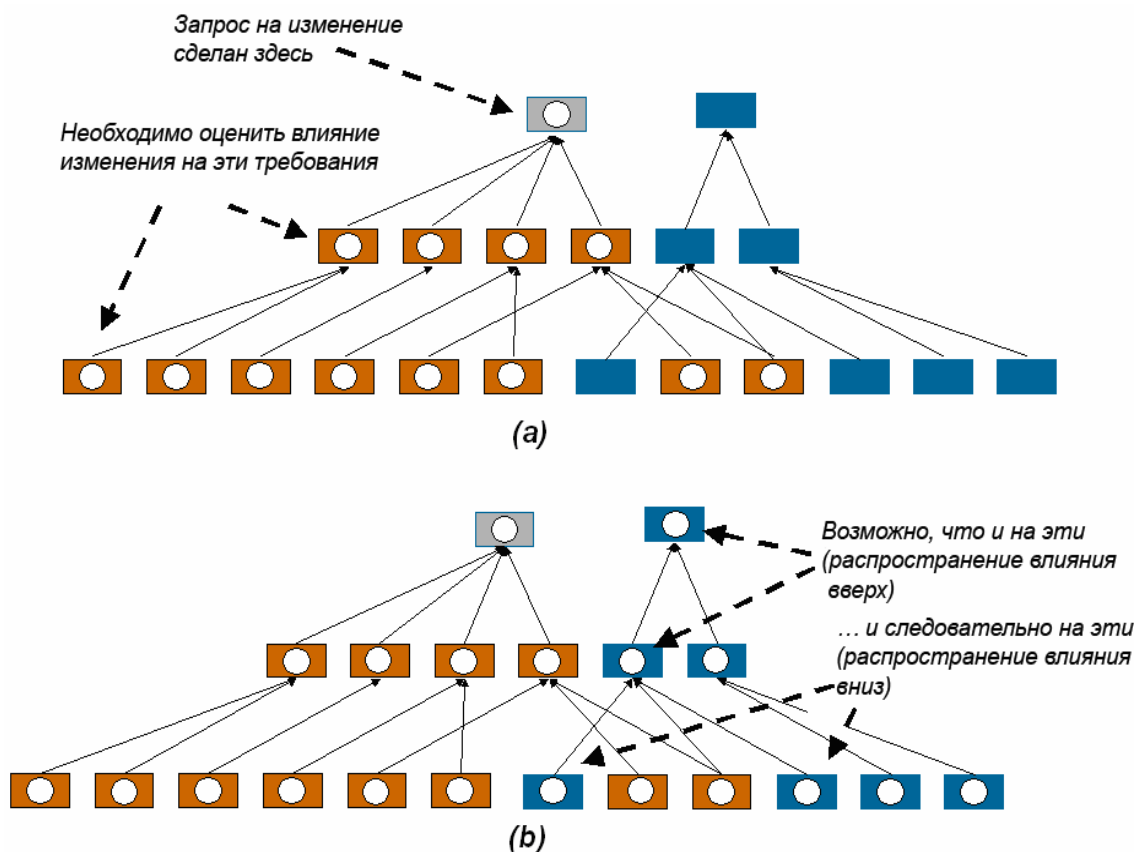 Запрос на изменение
сделан здесь
Необходимо оценить влияние
изменения на эти требования
(a)
Возможно, что и на эти
(распространение влияния
вверх)
... и следовательно на эти
(распространение влияния
вниз)
(b)